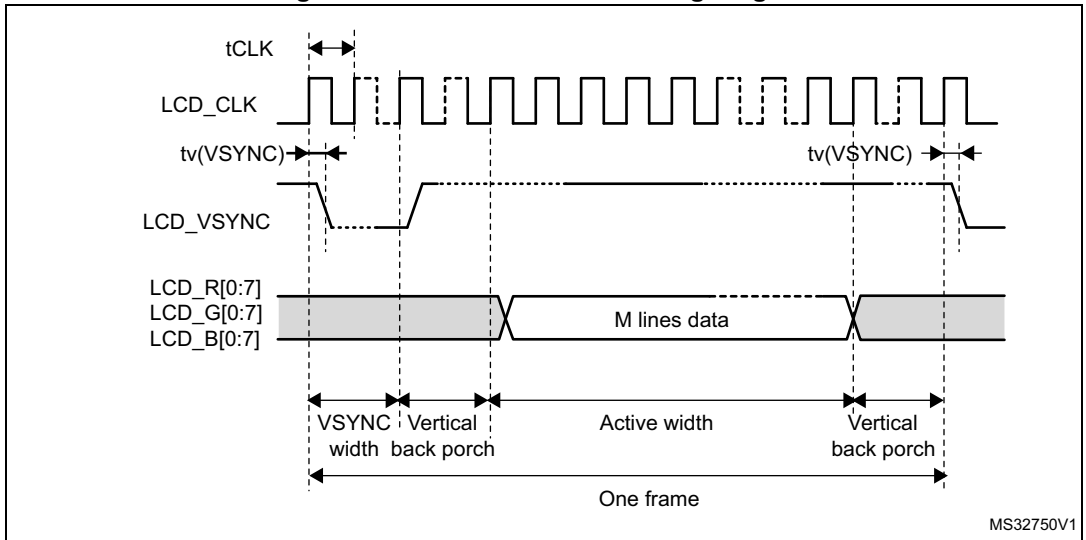 tCLK
LCD_CLK
tv(VSYNC)
tv(VSYNC)
LCD_VSYNC
LCD_R[0:7]
LCD_G[0:7]
LCD_B[0:7]
M lines data
VSYNC width
Vertical back porch
Active width
Vertical back porch
One frame
MS32750V1